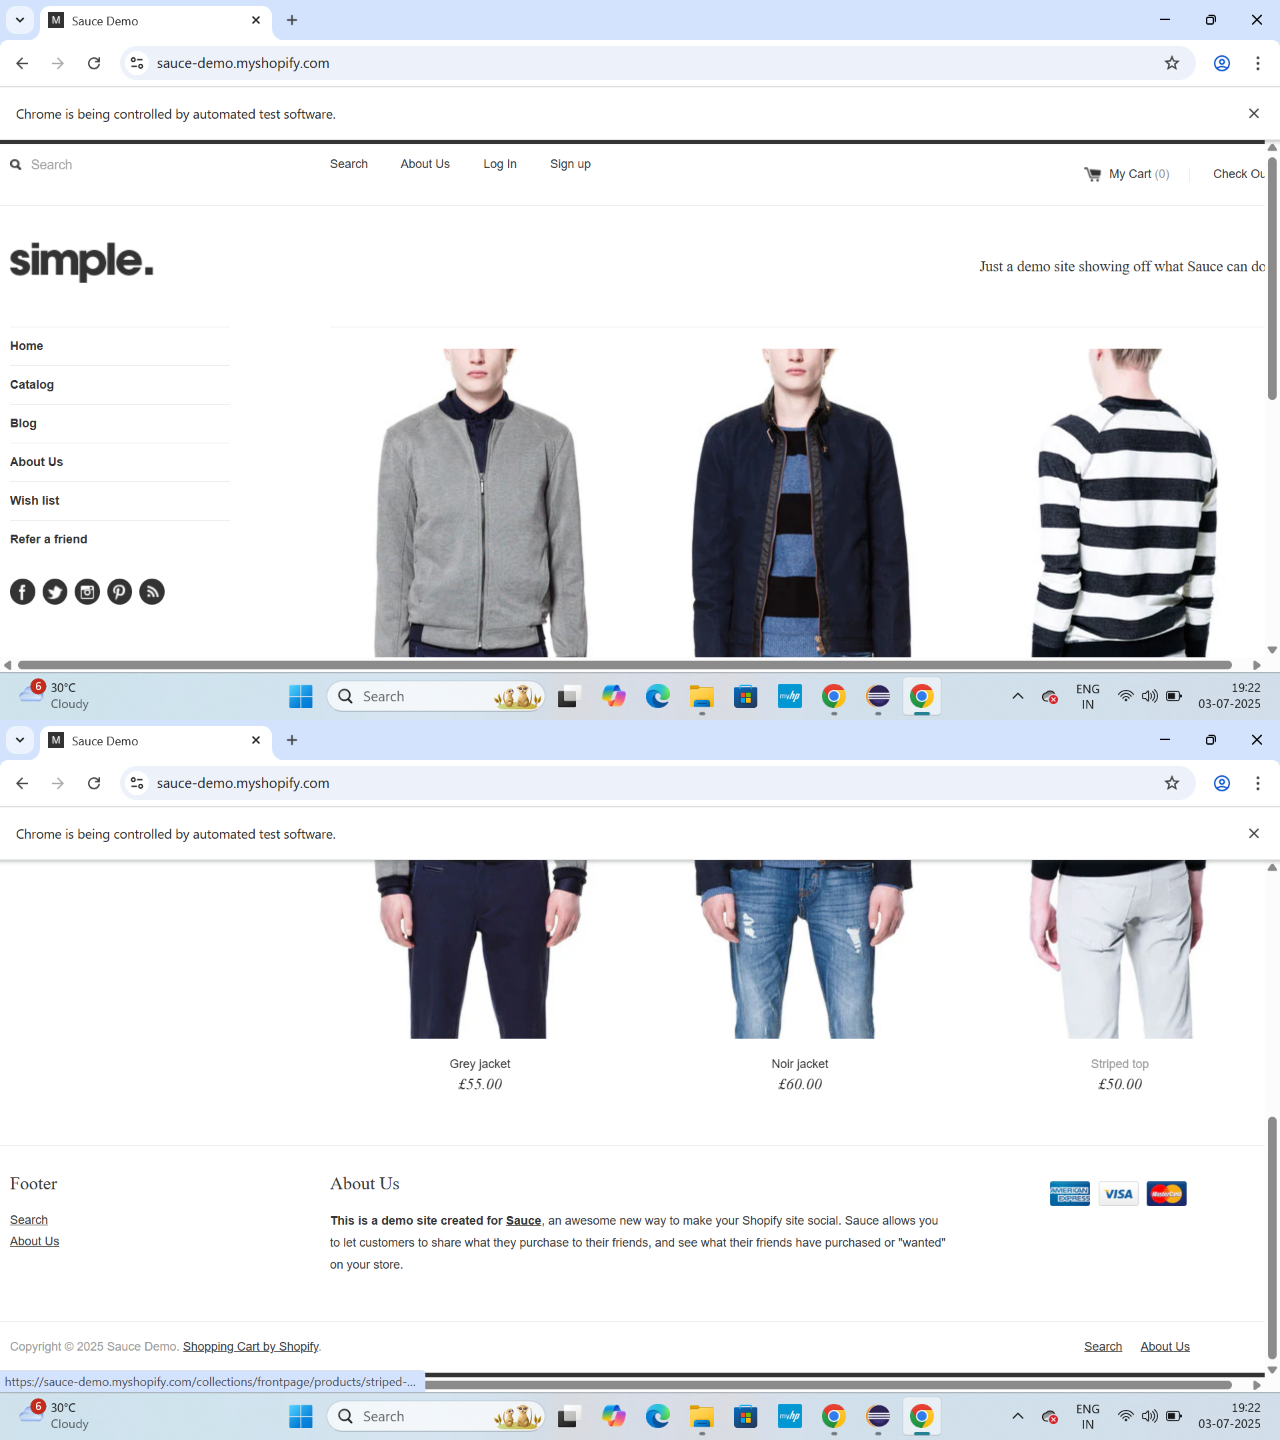 M Sauce Demo
sauce-demo.myshopify.com
Chrome is being controlled by automated test software.
Search
Search About Us Log In Sign up
My Cart (0) Check Ou
simple.
Just a demo site showing off what Sauce can do
Home
Catalog
Blog
About Us
Wish list
Refer a friend
6 30°C
Cloudy
Search
myhp
ENG
IN
19:22
03-07-2025
M Sauce Demo
sauce-demo.myshopify.com
Chrome is being controlled by automated test software.
Grey jacket
£55.00
Noir jacket
£60.00
Striped top
£50.00
Footer
Search
About Us
About Us
This is a demo site created for Sauce, an awesome new way to make your Shopify site social. Sauce allows you
to let customers to share what they purchase to their friends, and see what their friends have purchased or "wanted"
on your store.
AMERICAN EXPRESS
VISA
MasterCard
Copyright © 2025 Sauce Demo. Shopping Cart by Shopify.
Search About Us
https://sauce-demo.myshopify.com/collections/frontpage/products/striped-...
6 30°C
Cloudy
Search
myhp
ENG
IN
19:22
03-07-2025